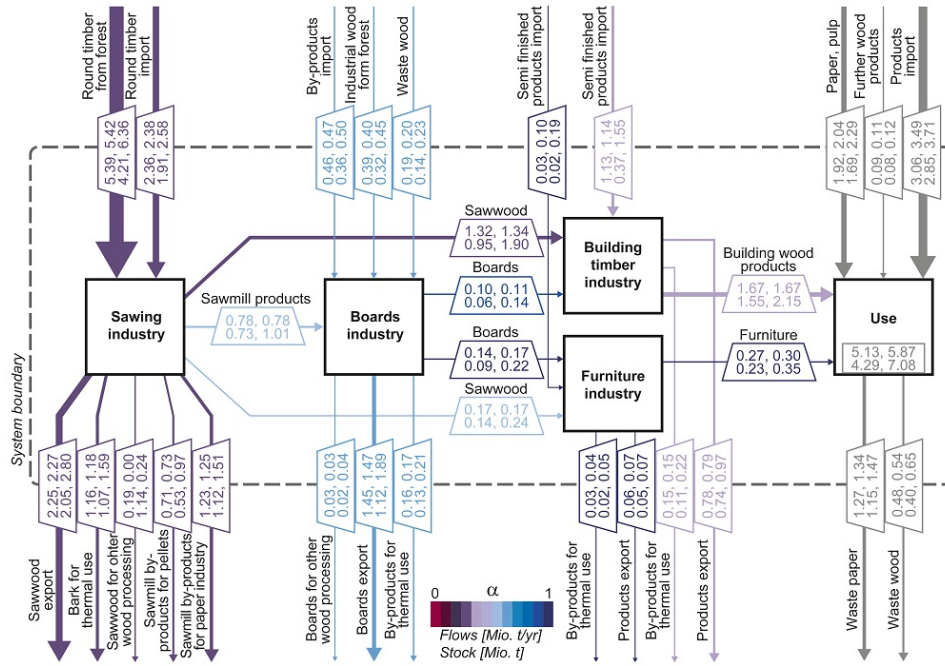 Round timber
from forest
Round timber
import
By-products
import
Industrial wood
form forest
Waste wood
Semi finished
products import
Semi finished
products import
Paper, pulp
Further wood
products
Products
import
5.39, 5.42
4.21, 6.36
2.36, 2.38
1.91, 2.58
0.46, 0.47
0.36, 0.50
0.39, 0.40
0.32, 0.45
0.19, 0.20
0.14, 0.23
0.03, 0.10
0.02, 0.19
1.13, 1.14
0.37, 1.55
1.92, 2.04
1.69, 2.29
0.09, 0.11
0.08, 0.12
3.06, 3.49
2.85, 3.71
System boundary
Sawing
industry
Sawmill products
0.78, 0.78
0.73, 1.01
Boards
industry
Sawwood
1.32, 1.34
0.95, 1.90
Boards
0.10, 0.11
0.06, 0.14
Boards
0.14, 0.17
0.09, 0.22
Sawwood
0.17, 0.17
0.14, 0.24
Building
timber
industry
Furniture
industry
Building wood
products
1.67, 1.67
1.55, 2.15
Furniture
0.27, 0.30
0.23, 0.35
Use
5.13, 5.87
4.29, 7.08
2.25, 2.27
2.05, 2.80
1.16, 1.18
1.07, 1.59
0.19, 0.00
1.14, 0.24
0.71, 0.73
0.53, 0.97
1.23, 1.25
1.12, 1.51
0.03, 0.03
0.02, 0.04
1.45, 1.47
1.12, 1.89
0.16, 0.17
0.13, 0.21
0.03, 0.04
0.02, 0.05
0.06, 0.07
0.05, 0.07
0.15, 0.15
0.11, 0.22
0.78, 0.79
0.74, 0.97
1.27, 1.34
1.15, 1.47
0.48, 0.54
0.40, 0.65
Sawwood
export
Bark for
thermal use
Sawwood for ohter
wood processing
Sawmill by-
products for pellets
Sawmill by-products
for paper industry
Boards for other
wood processing
Boards export
By-products for
thermal use
By-products for
thermal use
Products export
By-products for
thermal use
Products export
Waste paper
Waste wood
0 α 1
Flows [Mio. t/yr]
Stock [Mio. t]